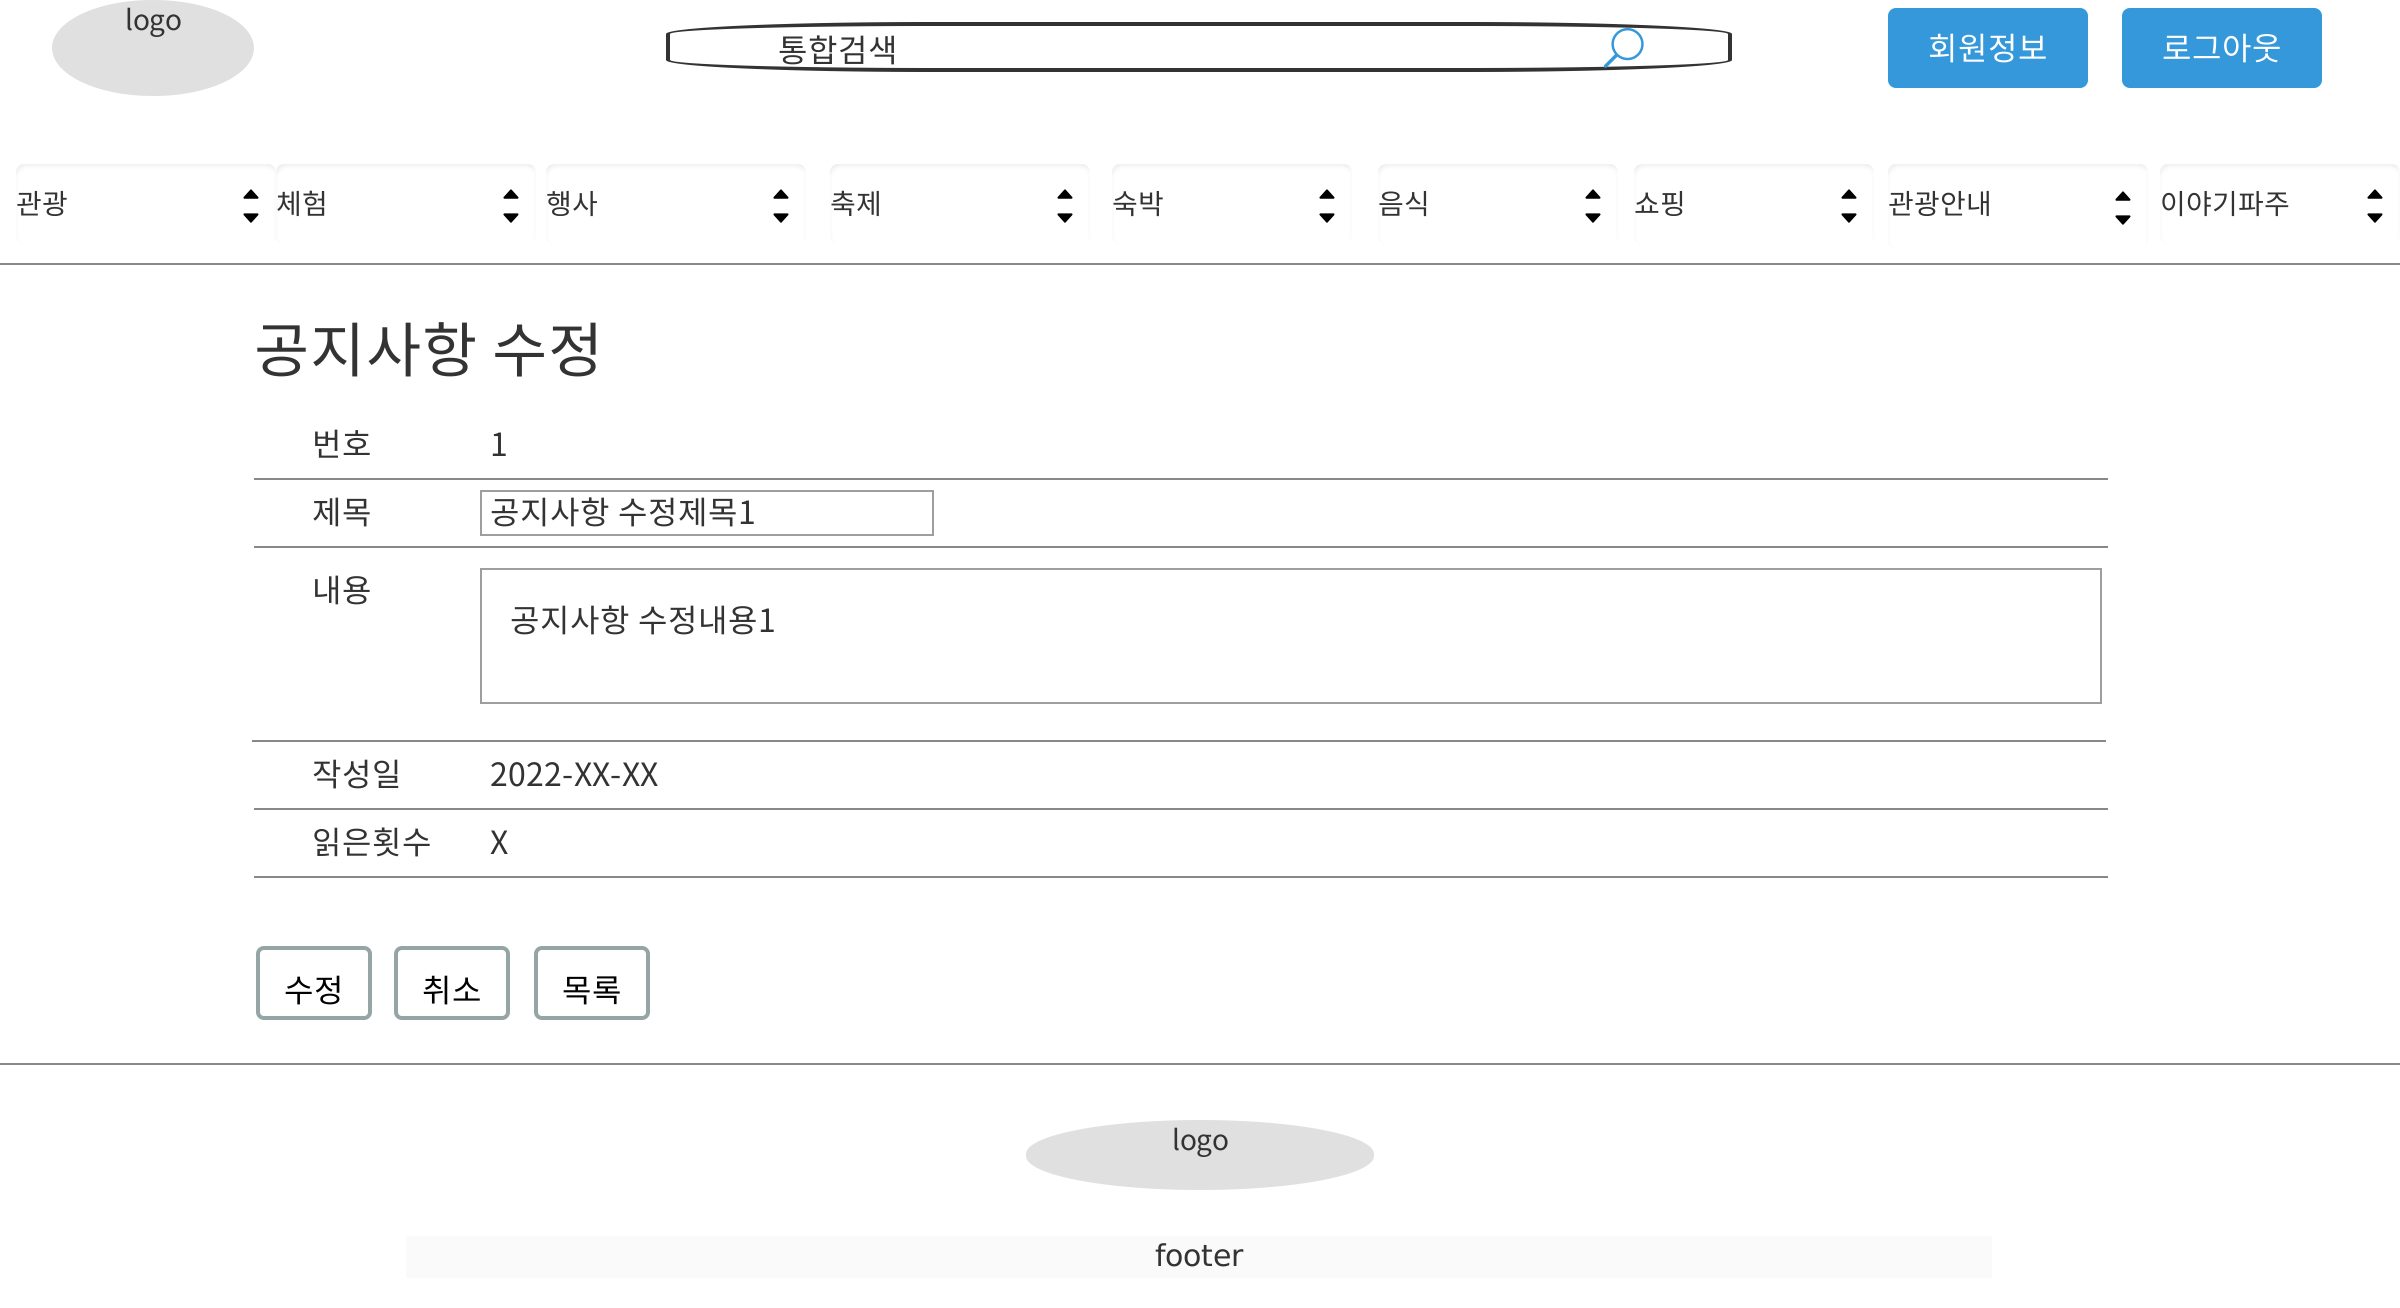 logo
통합검색
회원정보
로그아웃
관광
체험
행사
축제
숙박
음식
쇼핑
관광안내
이야기파주
공지사항 수정
번호 1
제목 공지사항 수정제목1
내용 공지사항 수정내용1
작성일 2022-XX-XX
읽은횟수 X
수정
취소
목록
logo
footer